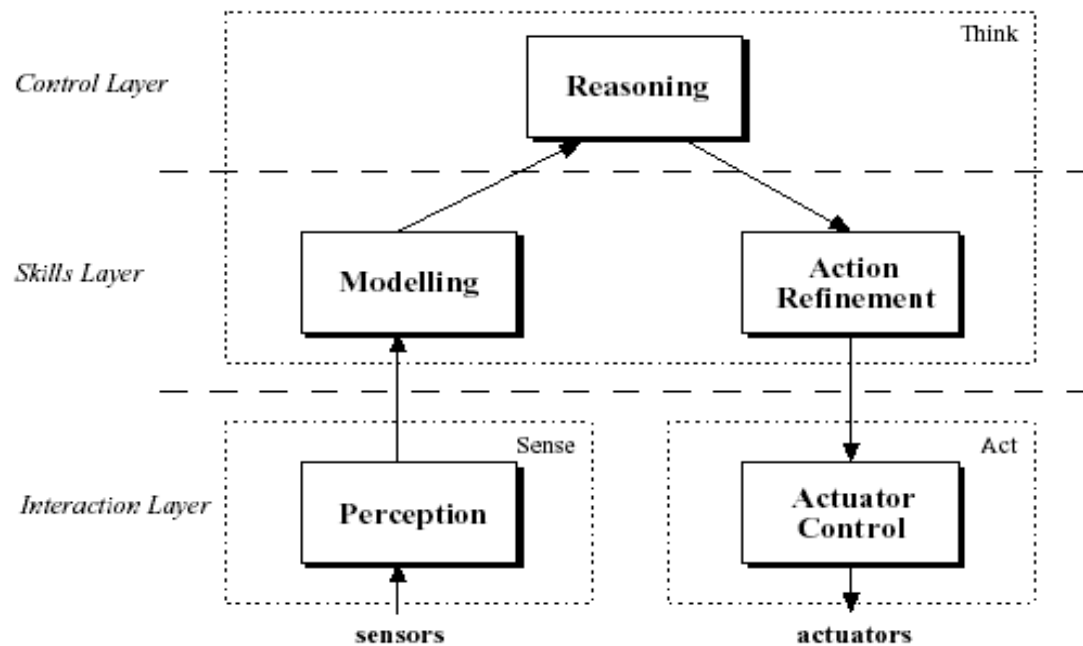 Think
Control Layer
Reasoning
Skills Layer
Modelling
Action
Refinement
Sense
Act
Interaction Layer
Perception
Actuator
Control
sensors
actuators